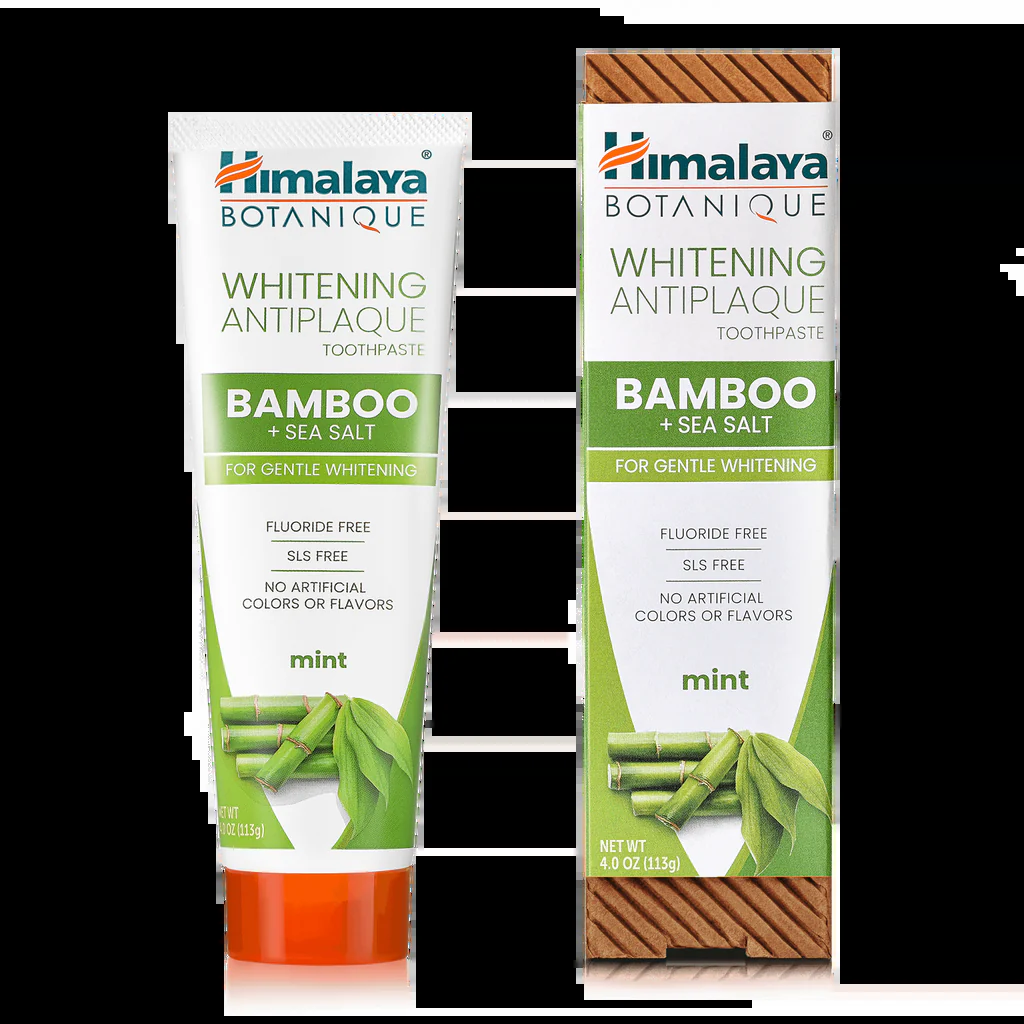 Himalaya®
BOTANIQUE
WHITENING
ANTIPLAQUE
TOOTHPASTE
BAMBOO
+ SEA SALT
FOR GENTLE WHITENING
FLUORIDE FREE
SLS FREE
NO ARTIFICIAL
COLORS OR FLAVORS
mint
NET WT
4.0 OZ (113g)
Himalaya®
BOTANIQUE
WHITENING
ANTIPLAQUE
TOOTHPASTE
BAMBOO
+ SEA SALT
FOR GENTLE WHITENING
FLUORIDE FREE
SLS FREE
NO ARTIFICIAL
COLORS OR FLAVORS
mint
NET WT
4.0 OZ (113g)